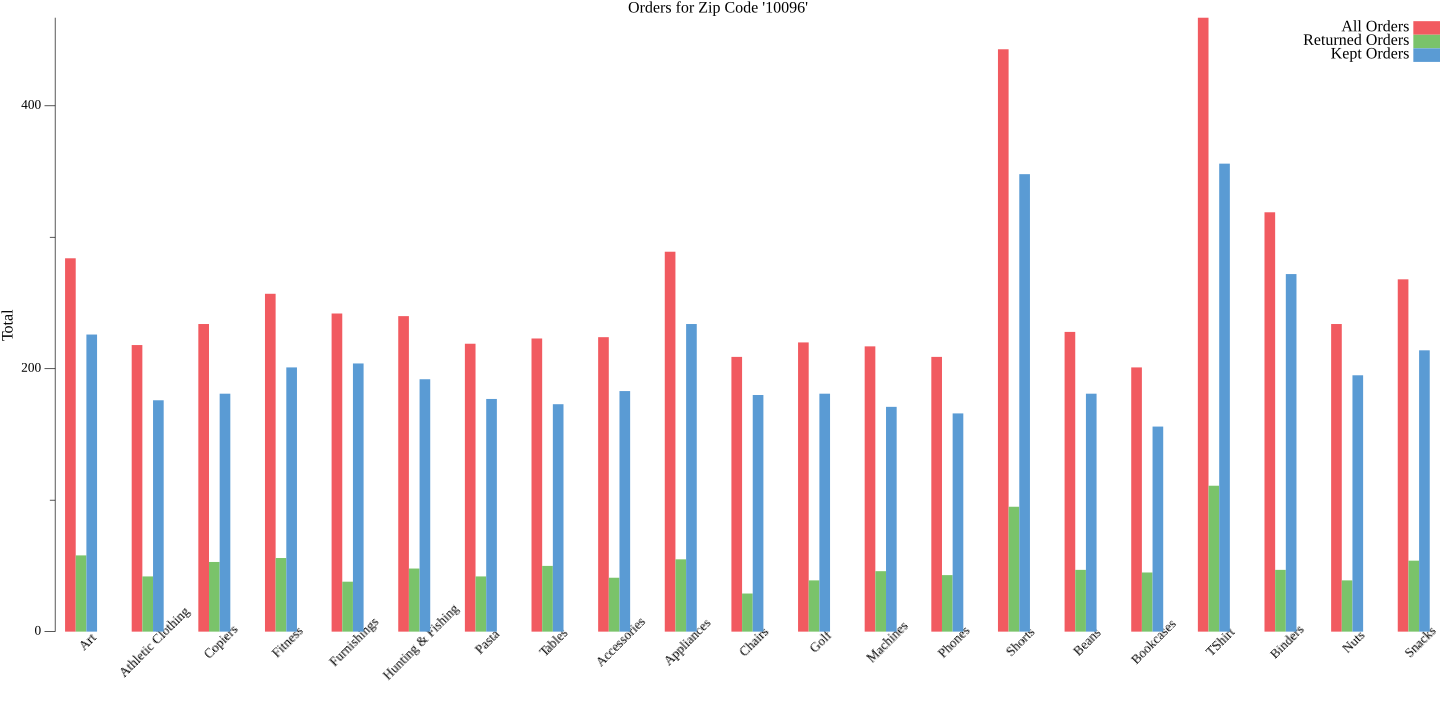 Orders for Zip Code '10096'
All Orders
Returned Orders
Kept Orders
400
200
0
Total
Art
Athletic Clothing
Copiers
Fitness
Furnishings
Hunting & Fishing
Pasta
Tables
Accessories
Appliances
Chairs
Golf
Machines
Phones
Shorts
Beans
Bookcases
TShirt
Binders
Nuts
Snacks